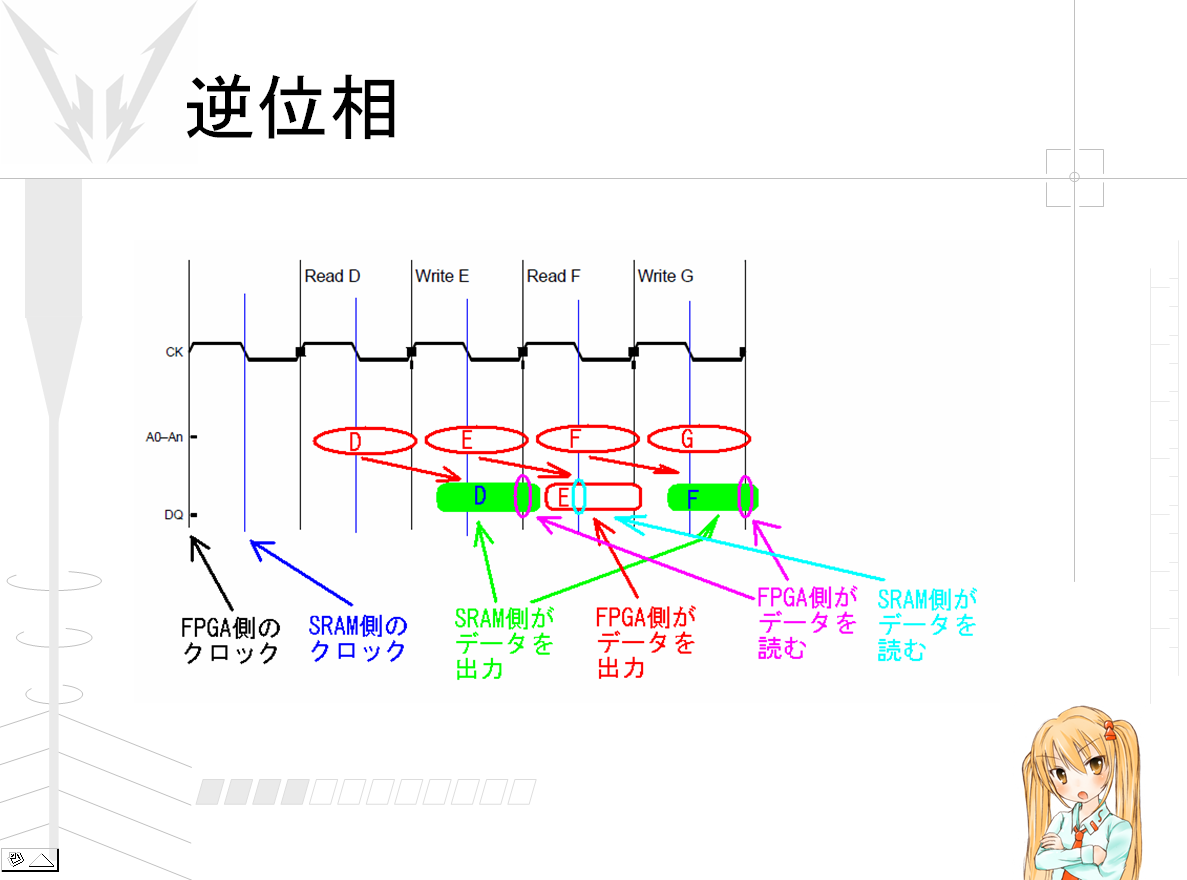 逆位相
Read D
Write E
Read F
Write G
CK
A0–An
D
E
F
G
DQ
D
E
F
FPGA側の
クロック
SRAM側の
クロック
SRAM側が
データを
出力
FPGA側が
データを
出力
FPGA側が
データを
読む
SRAM側が
データを
読む